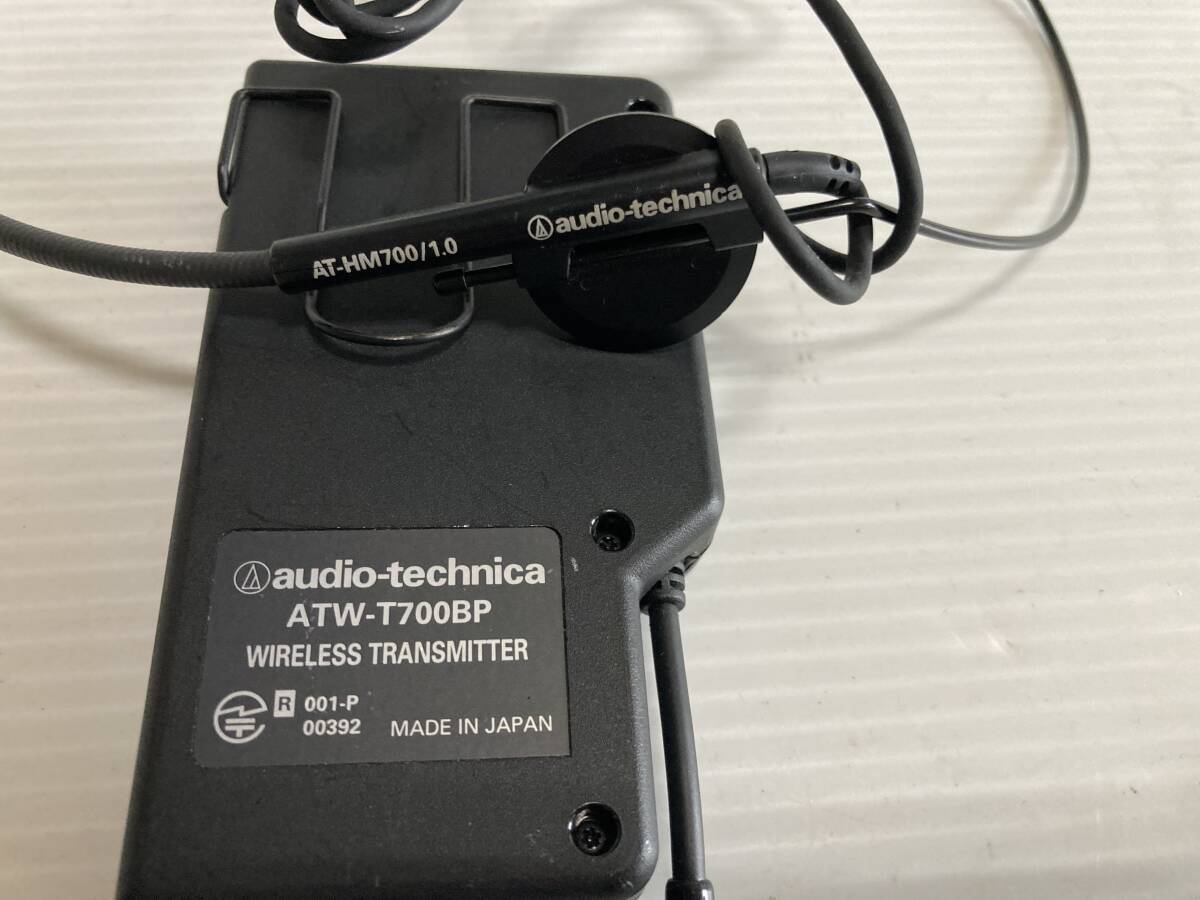 audio-technica
AT-HM700/1.0
audio-technica
ATW-T700BP
WIRELESS TRANSMITTER
R 001-P
00392 MADE IN JAPAN